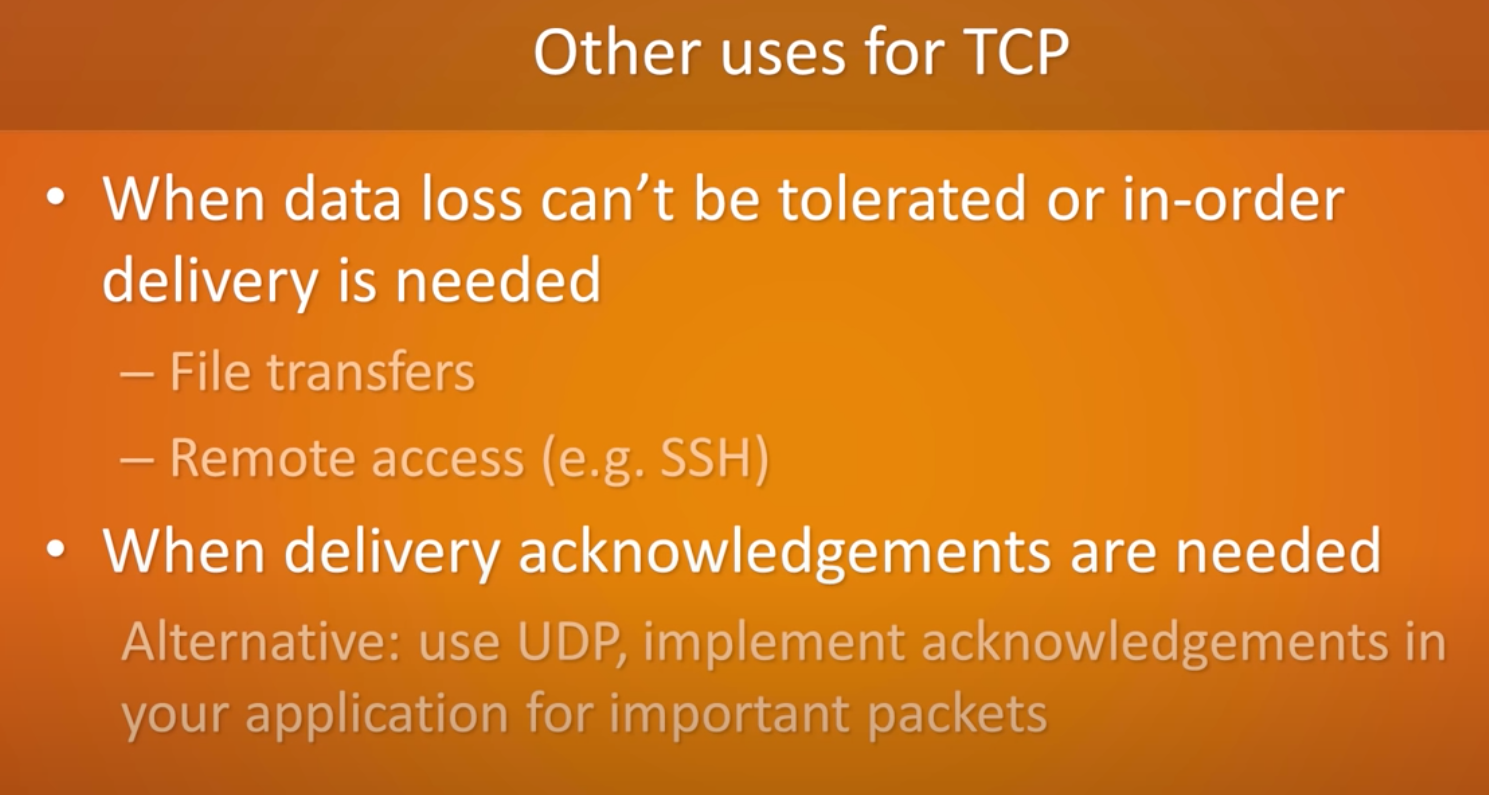 Other uses for TCP
• When data loss can’t be tolerated or in-order
delivery is needed
– File transfers
– Remote access (e.g. SSH)
• When delivery acknowledgements are needed
Alternative: use UDP, implement acknowledgements in
your application for important packets